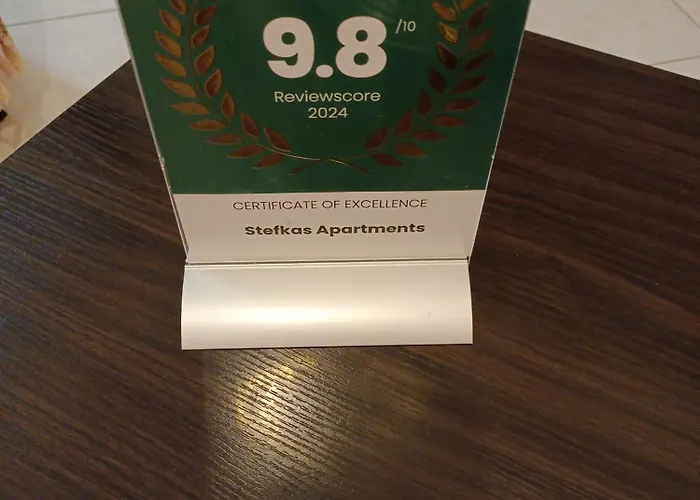 9.8 /10
Reviewscore
2024
CERTIFICATE OF EXCELLENCE
Stefkas Apartments